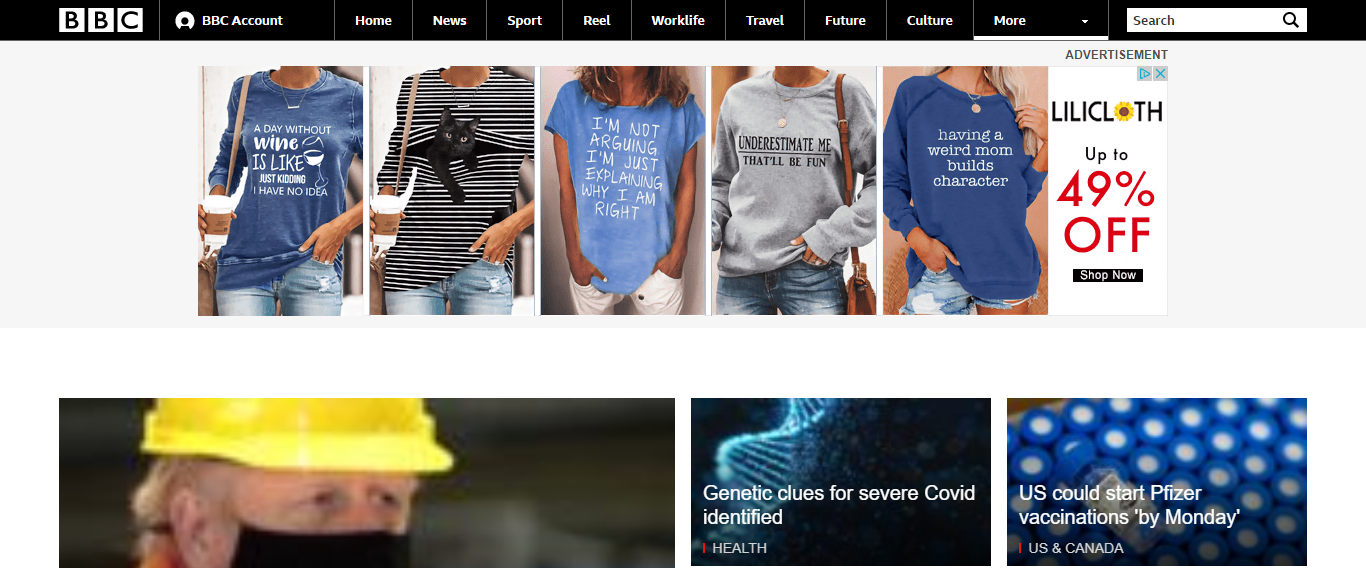 BBC
BBC Account
Home
News
Sport
Reel
Worklife
Travel
Future
Culture
More
Search
ADVERTISEMENT
A DAY WITHOUT
wine
IS LIKE
JUST KIDDING
I HAVE NO IDEA
I'M NOT
ARGUING
I'M JUST
EXPLAINING
WHY I AM
RIGHT
UNDERESTIMATE ME
THAT'LL BE FUN
having a
weird mom
builds
character
LILICLOTH
Up to
49%
OFF
Shop Now
Genetic clues for severe Covid
identified
HEALTH
US could start Pfizer
vaccinations 'by Monday'
US & CANADA